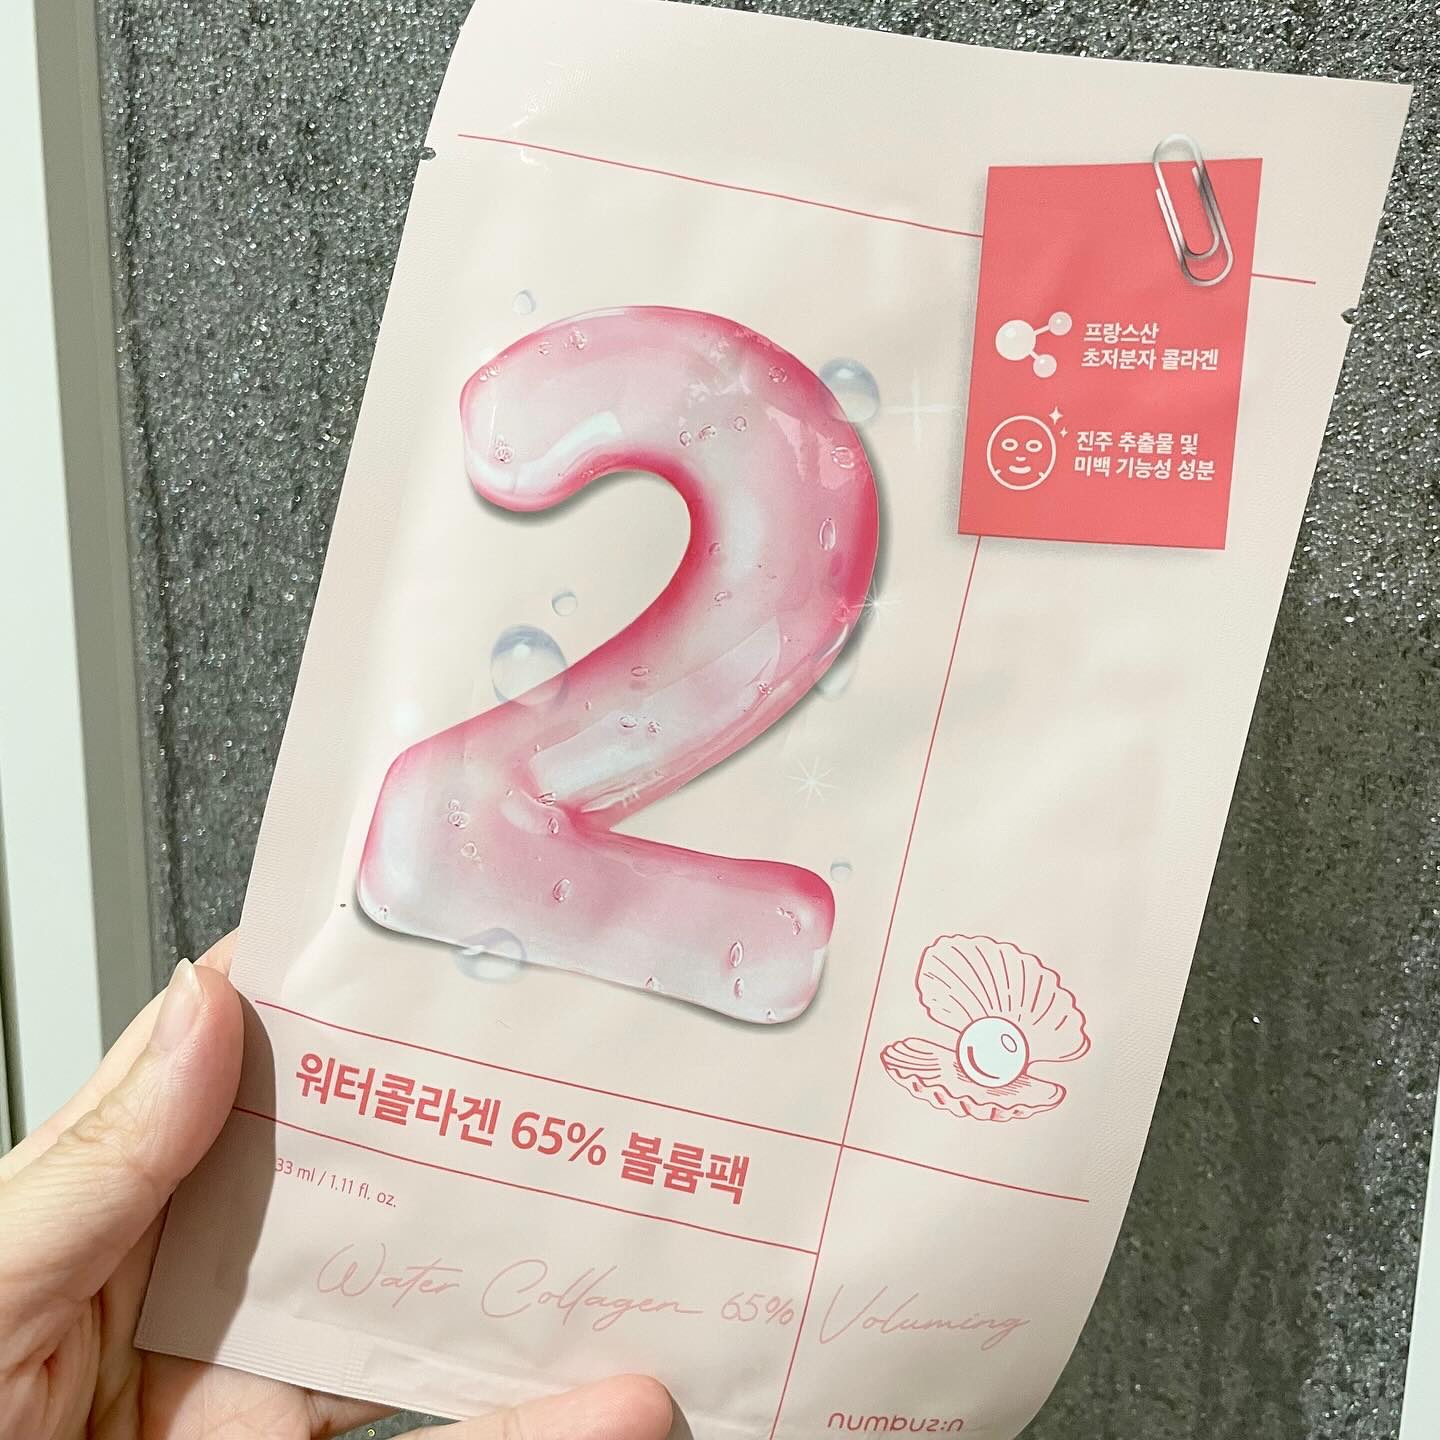 프랑스산
초저분자 콜라겐
진주 추출물 및
미백 기능성 성분
2
워터콜라겐 65% 볼륨팩
33 ml / 1.11 fl. oz.
Water Collagen 65% Voluming
numbuz:n